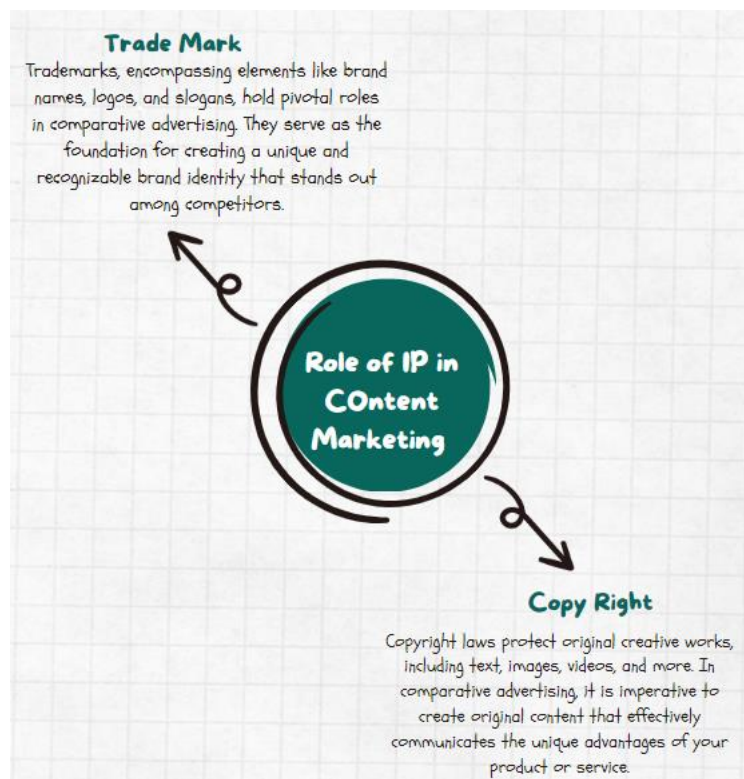 Trade Mark
Trademarks, encompassing elements like brand
names, logos, and slogans, hold pivotal roles
in comparative advertising. They serve as the
foundation for creating a unique and
recognizable brand identity that stands out
among competitors.
Role of IP in
COntent
Marketing
Copy Right
Copyright laws protect original creative works,
including text, images, videos, and more. In
comparative advertising, it is imperative to
create original content that effectively
communicates the unique advantages of your
product or service.